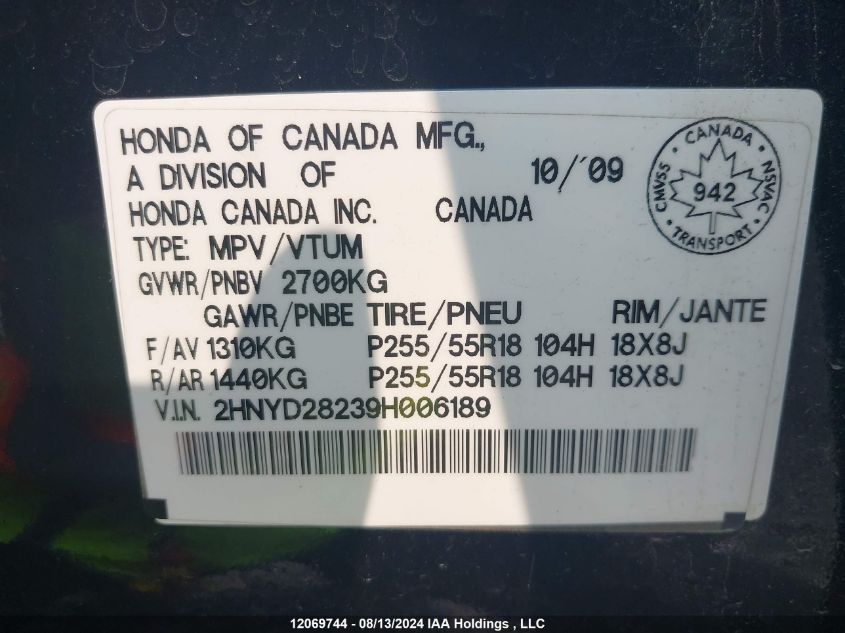 HONDA OF CANADA MFG.,
A DIVISION OF 10/´09
HONDA CANADA INC. CANADA
TYPE: MPV/VTUM
GVWR/PNBV 2700KG
GAWR/PNBE TIRE/PNEU RIM/JANTE
F/AV 1310KG P255/55R18 104H 18X8J
R/AR 1440KG P255/55R18 104H 18X8J
V.I.N. 2HNYD28239H006189
CANADA
CMVSS 942 NSVAC
TRANSPORT
12069744 - 08/13/2024 IAA Holdings , LLC